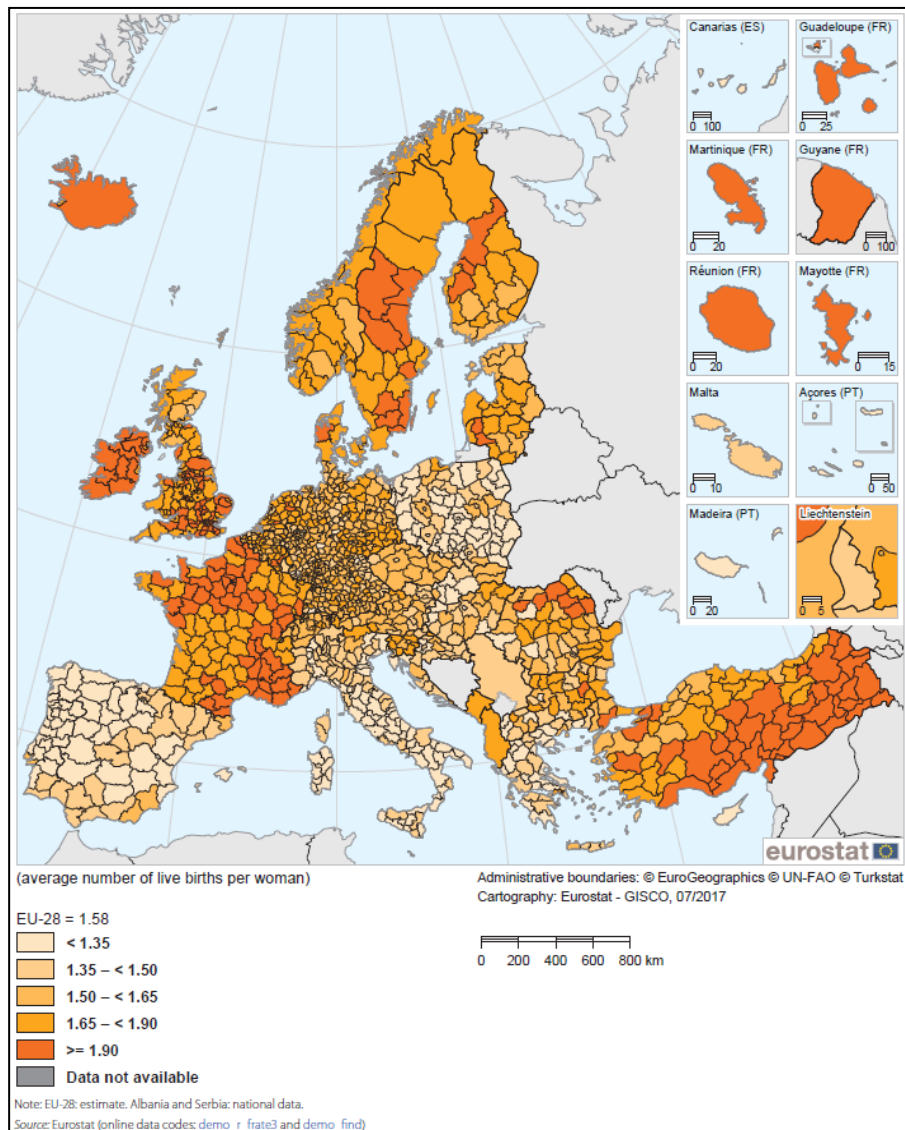 Canarias (ES)
0 100
Guadeloupe (FR)
0 25
Martinique (FR)
0 20
Guyane (FR)
0 100
Réunion (FR)
0 20
Mayotte (FR)
0 15
Malta
0 10
Açores (PT)
0 50
Madeira (PT)
0 20
Liechtenstein
0 5
eurostat
(average number of live births per woman)
Administrative boundaries: © EuroGeographics © UN-FAO © Turkstat
Cartography: Eurostat - GISCO, 07/2017
EU-28 = 1.58
< 1.35
1.35 – < 1.50
1.50 – < 1.65
1.65 – < 1.90
>= 1.90
Data not available
0 200 400 600 800 km
Note: EU-28: estimate. Albania and Serbia: national data.
Source: Eurostat (online data codes: demo_r_frate3 and demo_find)